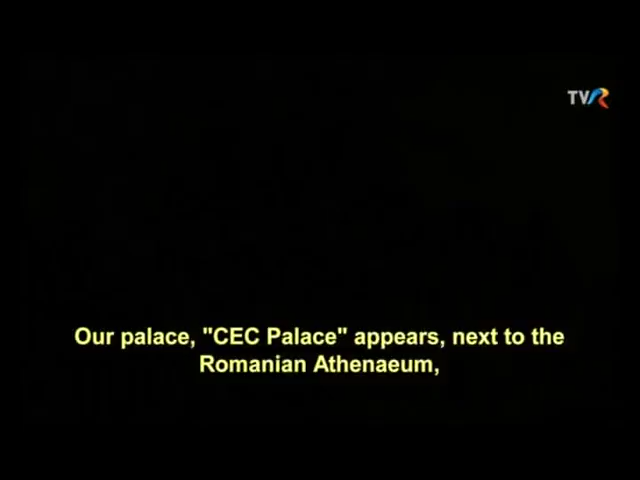 TVR
Our palace, "CEC Palace" appears, next to the
Romanian Athenaeum,